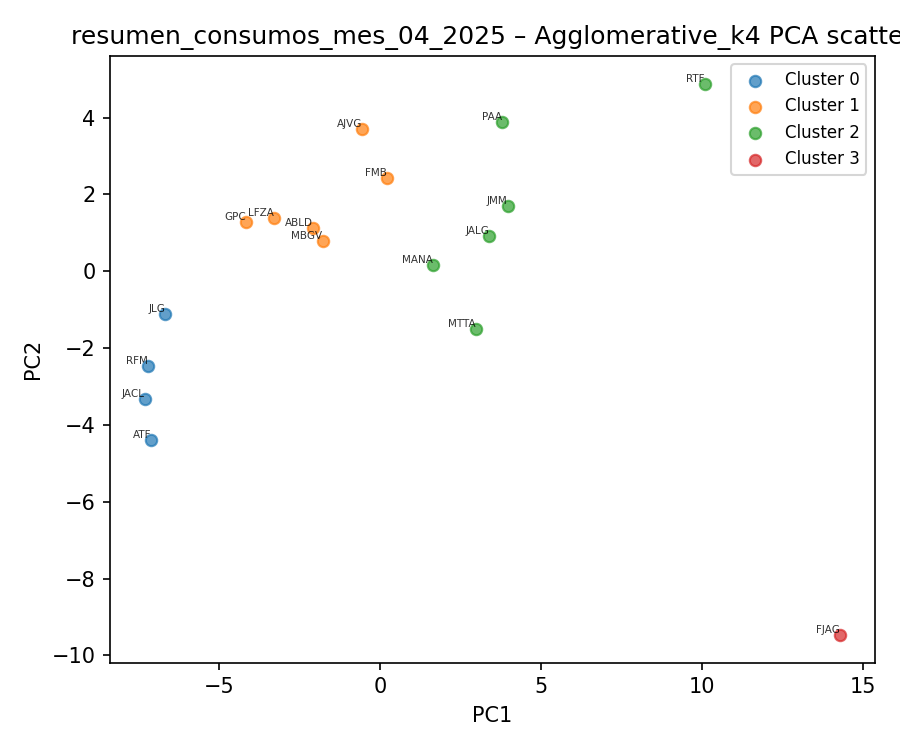 resumen_consumos_mes_04_2025 – Agglomerative_k4 PCA scatte
Cluster 0
Cluster 1
Cluster 2
Cluster 3
RTF
PAA
AJVG
FMB
JMM
GPC
LFZA
ABLD
MBGV
JALG
MANA
MTTA
JLG
RFM
JACL
ATF
FJAG
4
2
0
−2
−4
−6
−8
−10
PC2
−5
0
5
10
15
PC1